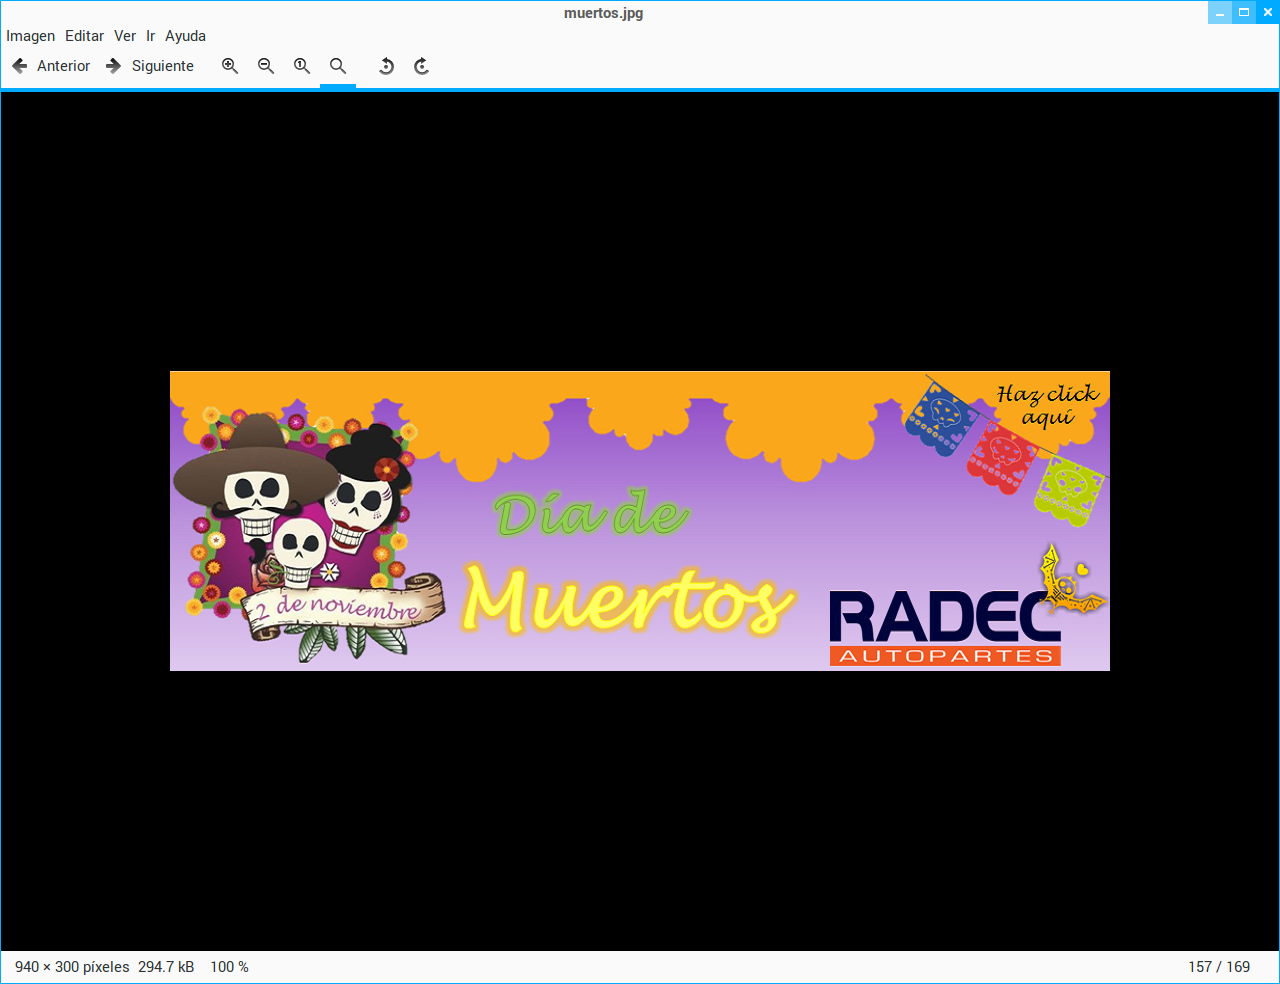 muertos.jpg
Imagen Editar Ver Ir Ayuda
Anterior Siguiente
Haz click
aquí
Día de
Muertos
2 de noviembre
RADEC
AUTOPARTES
940 × 300 píxeles 294.7 kB 100 % 157 / 169